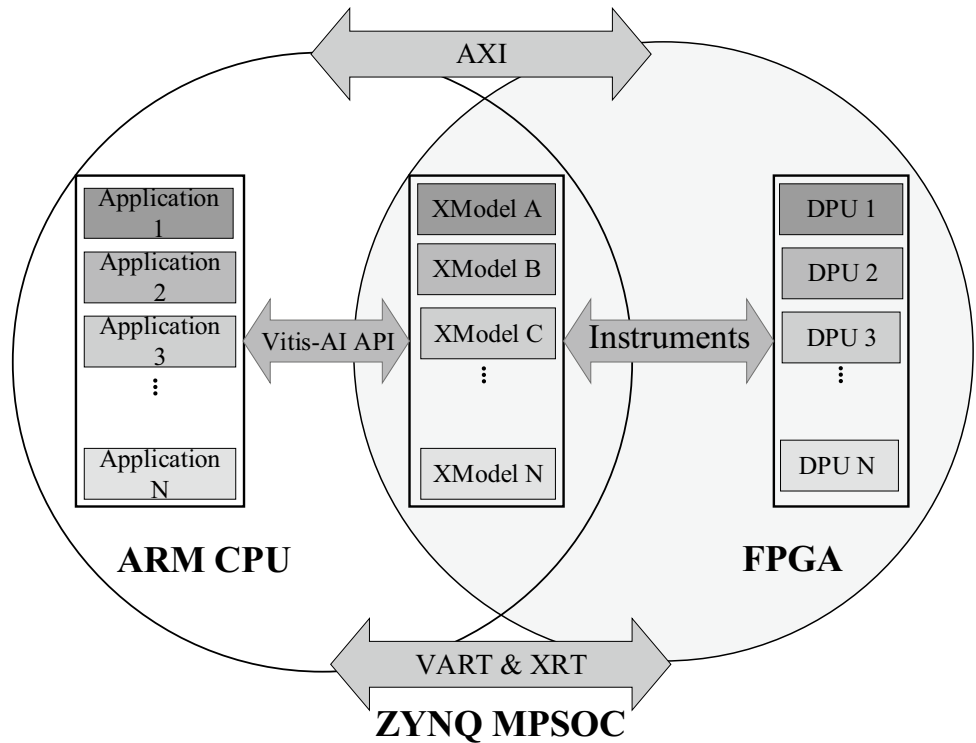 AXI
Application
1
Application
2
Application
3
Application
N
Vitis-AI API
XModel A
XModel B
XModel C
XModel N
Instruments
DPU 1
DPU 2
DPU 3
DPU N
ARM CPU
FPGA
VART & XRT
ZYNQ MPSOC